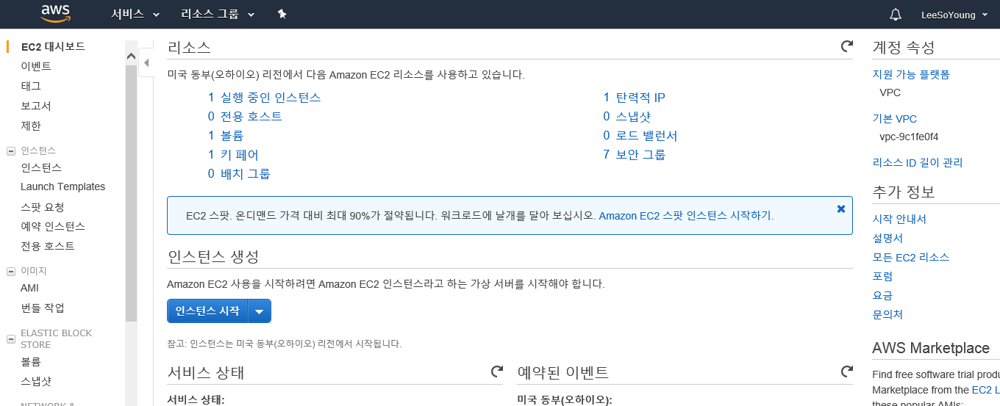 aws 서비스 리소스 그룹 LeeSoYoung
EC2 대시보드
이벤트
태그
보고서
제한
인스턴스
인스턴스
Launch Templates
스팟 요청
예약 인스턴스
전용 호스트
이미지
AMI
번들 작업
ELASTIC BLOCK
STORE
볼륨
스냅샷
NETWORK &
리소스
미국 동부(오하이오) 리전에서 다음 Amazon EC2 리소스를 사용하고 있습니다.
1 실행 중인 인스턴스
0 전용 호스트
1 볼륨
1 키 페어
0 배치 그룹
1 탄력적 IP
0 스냅샷
0 로드 밸런서
7 보안 그룹
EC2 스팟. 온디맨드 가격 대비 최대 90%가 절약됩니다. 워크로드에 날개를 달아 보십시오. Amazon EC2 스팟 인스턴스 시작하기.
인스턴스 생성
Amazon EC2 사용을 시작하려면 Amazon EC2 인스턴스라고 하는 가상 서버를 시작해야 합니다.
인스턴스 시작
참고: 인스턴스는 미국 동부(오하이오) 리전에서 시작됩니다.
서비스 상태
서비스 상태:
예약된 이벤트
미국 동부(오하이오):
계정 속성
지원 가능 플랫폼
VPC
기본 VPC
vpc-9c1fe0f4
리소스 ID 길이 관리
추가 정보
시작 안내서
설명서
모든 EC2 리소스
포럼
요금
문의처
AWS Marketplace
Find free software trial produ
Marketplace from the EC2 L
these popular AMIs: